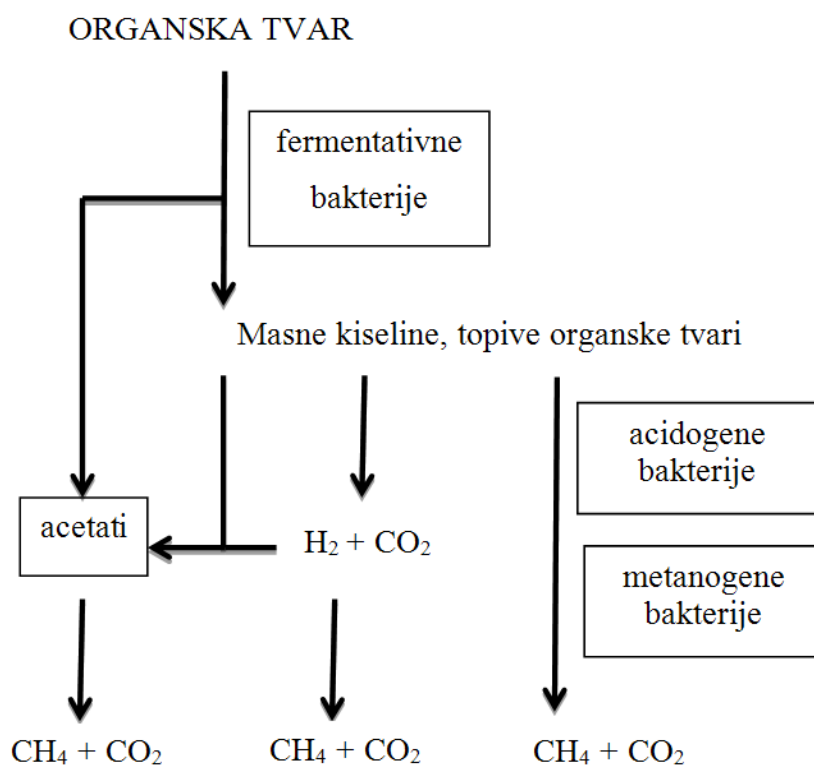 ORGANSKA TVAR
fermentativne
bakterije
Masne kiseline, topive organske tvari
acidogene
bakterije
acetati
H₂ + CO₂
metanogene
bakterije
CH₄ + CO₂
CH₄ + CO₂
CH₄ + CO₂